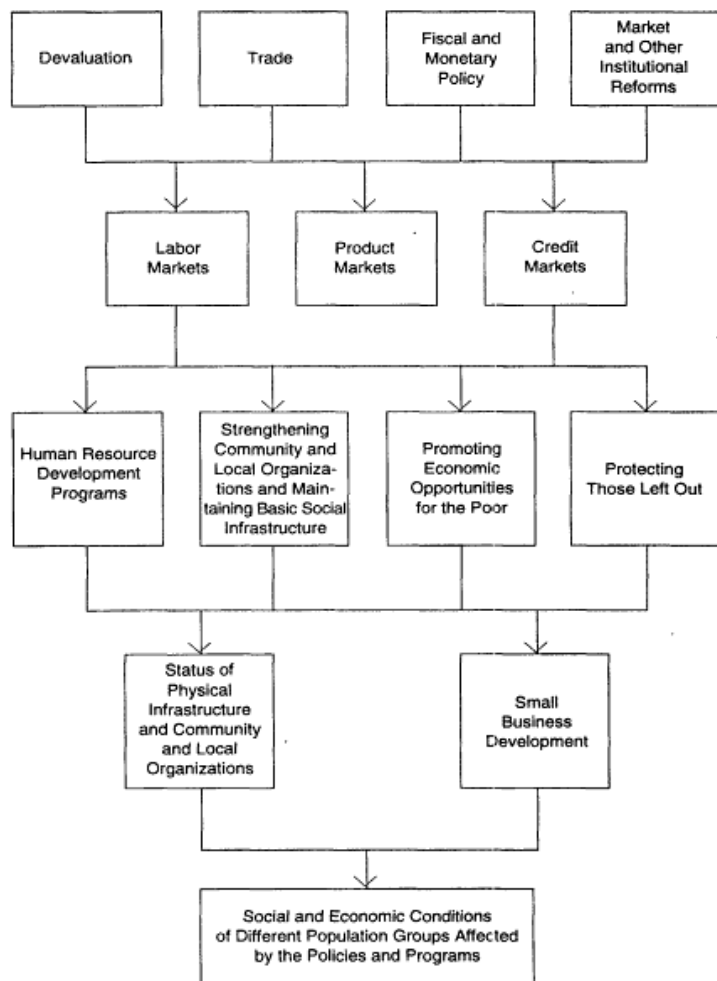 Devaluation
Trade
Fiscal and
Monetary
Policy
Market
and Other
Institutional
Reforms
Labor
Markets
Product
Markets
Credit
Markets
Human Resource
Development
Programs
Strengthening
Community and
Local Organiza-
tions and Main-
taining Basic Social
Infrastructure
Promoting
Economic
Opportunities
for the Poor
Protecting
Those Left Out
Status of
Physical
Infrastructure
and Community
and Local
Organizations
Small
Business
Development
Social and Economic Conditions
of Different Population Groups Affected
by the Policies and Programs